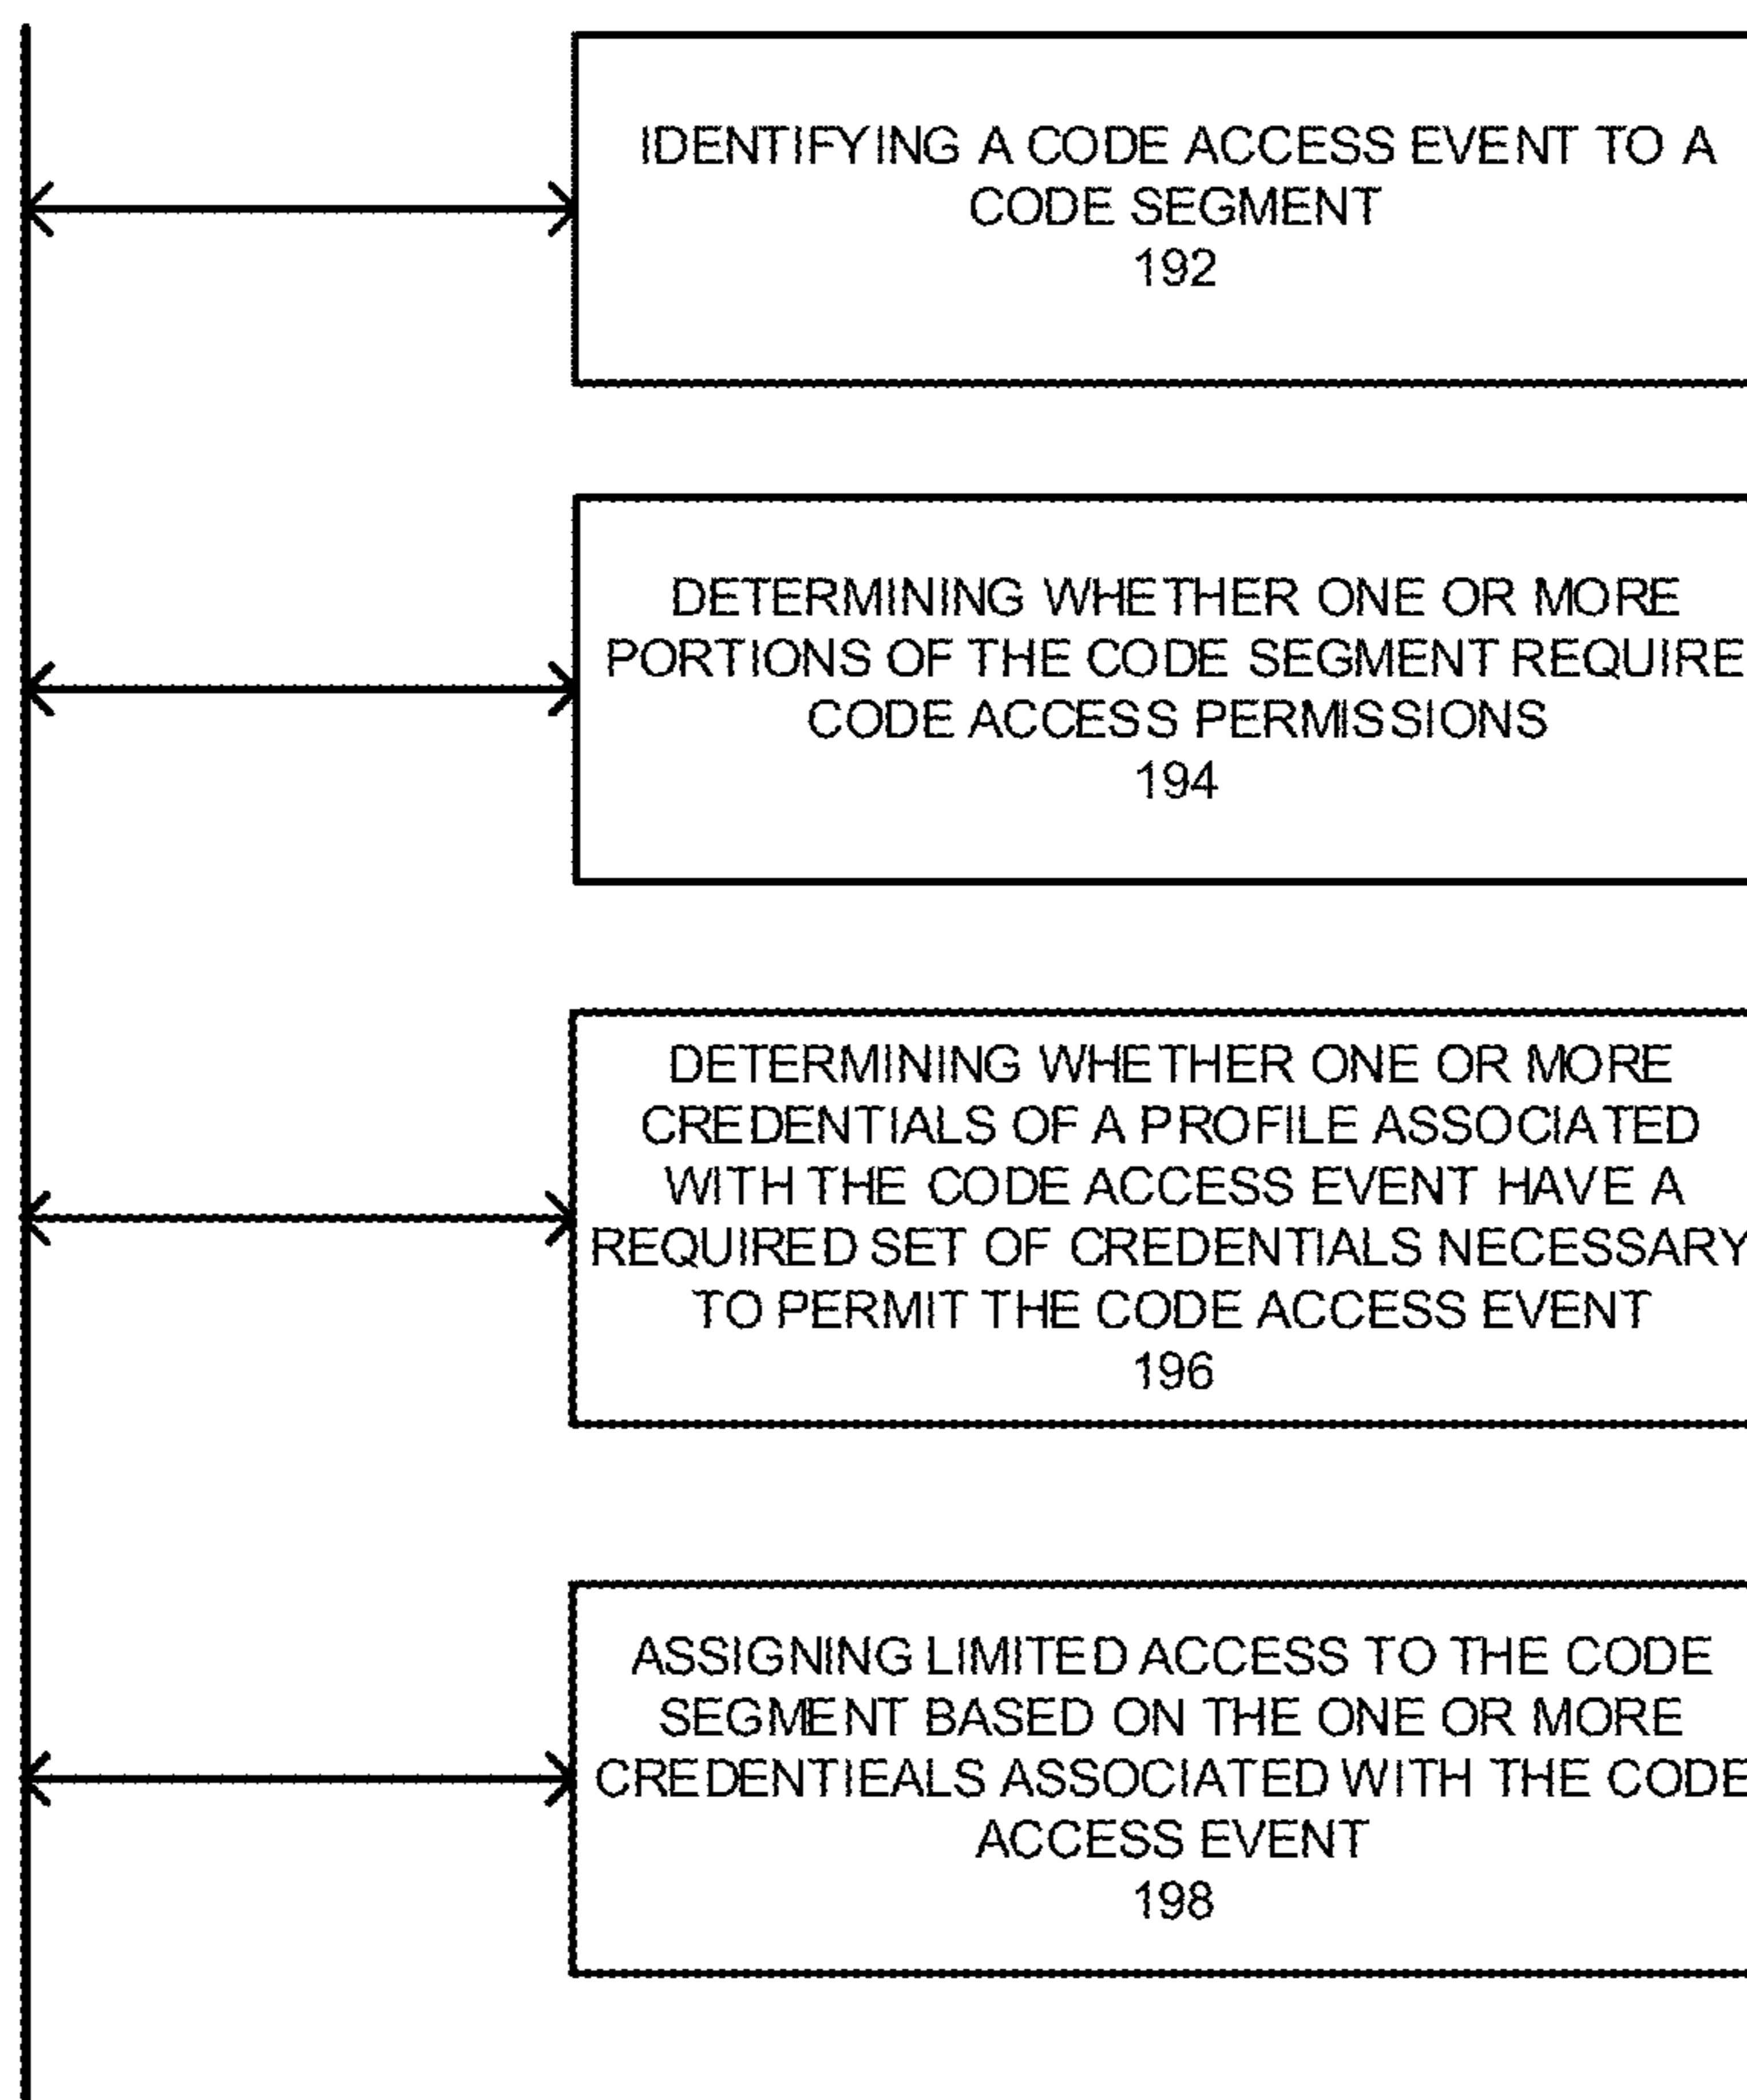 IDENTIFYING A CODE ACCESS EVENT TO A
CODE SEGMENT
192
DETERMINING WHETHER ONE OR MORE
PORTIONS OF THE CODE SEGMENT REQUIRE
CODE ACCESS PERMISSIONS
194
DETERMINING WHETHER ONE OR MORE
CREDENTIALS OF A PROFILE ASSOCIATED
WITH THE CODE ACCESS EVENT HAVE A
REQUIRED SET OF CREDENTIALS NECESSARY
TO PERMIT THE CODE ACCESS EVENT
196
ASSIGNING LIMITED ACCESS TO THE CODE
SEGMENT BASED ON THE ONE OR MORE
CREDENTIEALS ASSOCIATED WITH THE CODE
ACCESS EVENT
198